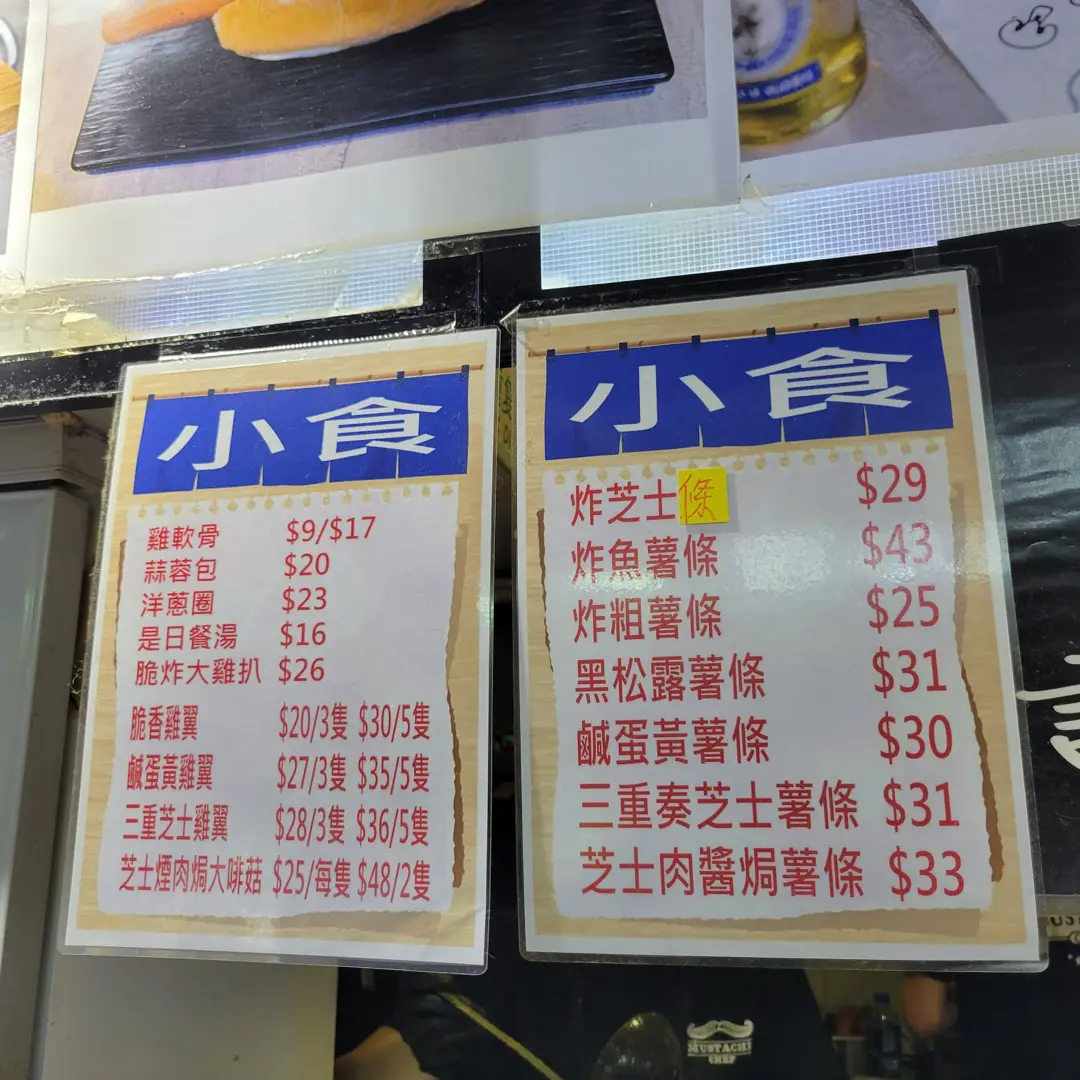 小食
雞軟骨 $9/$17
蒜蓉包 $20
洋蔥圈 $23
是日餐湯 $16
脆炸大雞扒 $26
脆香雞翼 $20/3隻 $30/5隻
鹹蛋黃雞翼 $27/3隻 $35/5隻
三重芝士雞翼 $28/3隻 $36/5隻
芝士煙肉焗大啡菇 $25/每隻 $48/2隻
小食
炸芝士條 $29
炸魚薯條 $43
炸粗薯條 $25
黑松露薯條 $31
鹹蛋黃薯條 $30
三重奏芝士薯條 $31
芝士肉醬焗薯條 $33
MUSTACHE
CHEF